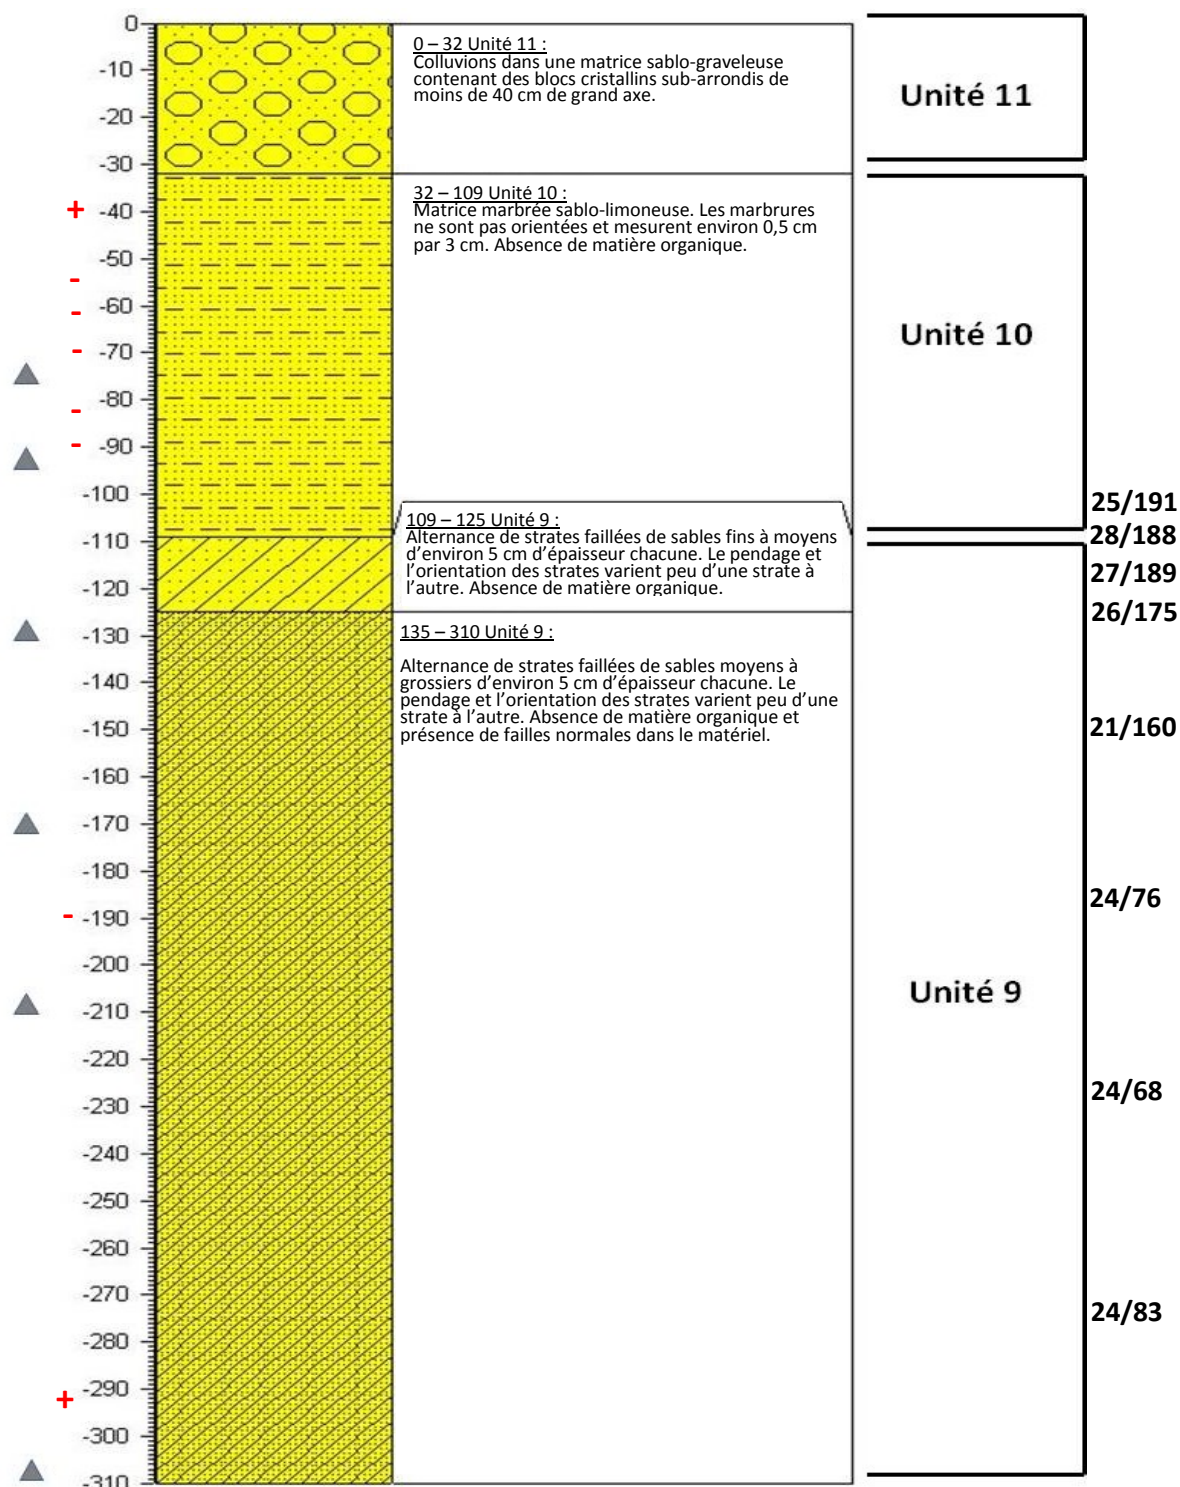 0
-10
-20
-30
-40
-50
-60
-70
-80
-90
-100
-110
-120
-130
-140
-150
-160
-170
-180
-190
-200
-210
-220
-230
-240
-250
-260
-270
-280
-290
-300
-310
+
-
-
-
-
-
-
+
0 – 32 Unité 11 :
Colluvions dans une matrice sablo-graveleuse
contenant des blocs cristallins sub-arrondis de
moins de 40 cm de grand axe.
32 – 109 Unité 10 :
Matrice marbrée sablo-limoneuse. Les marbrures
ne sont pas orientées et mesurent environ 0,5 cm
par 3 cm. Absence de matière organique.
109 – 125 Unité 9 :
Alternance de strates faillées de sables fins à moyens
d’environ 5 cm d’épaisseur chacune. Le pendage et
l’orientation des strates varient peu d’une strate à
l’autre. Absence de matière organique.
135 – 310 Unité 9 :
Alternance de strates faillées de sables moyens à
grossiers d’environ 5 cm d’épaisseur chacune. Le
pendage et l’orientation des strates varient peu d’une
strate à l’autre. Absence de matière organique et
présence de failles normales dans le matériel.
Unité 11
Unité 10
Unité 9
25/191
28/188
27/189
26/175
21/160
24/76
24/68
24/83